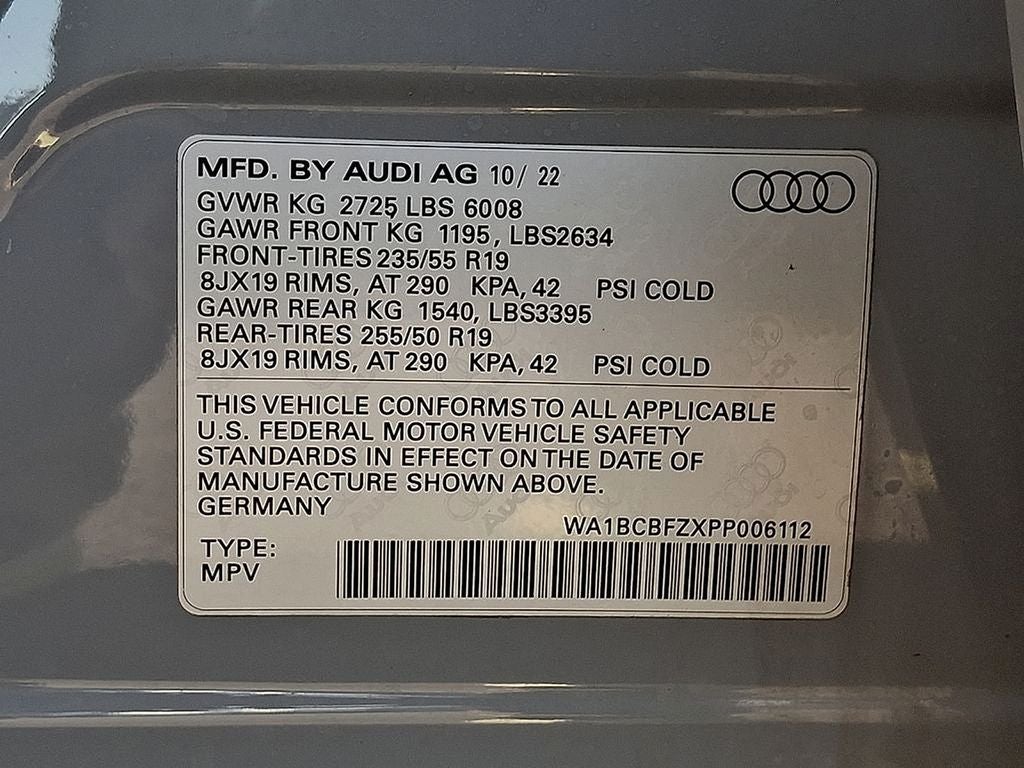 MFD. BY AUDI AG 10/ 22
GVWR KG 2725 LBS 6008
GAWR FRONT KG 1195, LBS2634
FRONT-TIRES 235/55 R19
8JX19 RIMS, AT 290 KPA, 42 PSI COLD
GAWR REAR KG 1540, LBS3395
REAR-TIRES 255/50 R19
8JX19 RIMS, AT 290 KPA, 42 PSI COLD
THIS VEHICLE CONFORMS TO ALL APPLICABLE
U.S. FEDERAL MOTOR VEHICLE SAFETY
STANDARDS IN EFFECT ON THE DATE OF
MANUFACTURE SHOWN ABOVE.
GERMANY
WA1BCBFZXPP006112
TYPE:
MPV